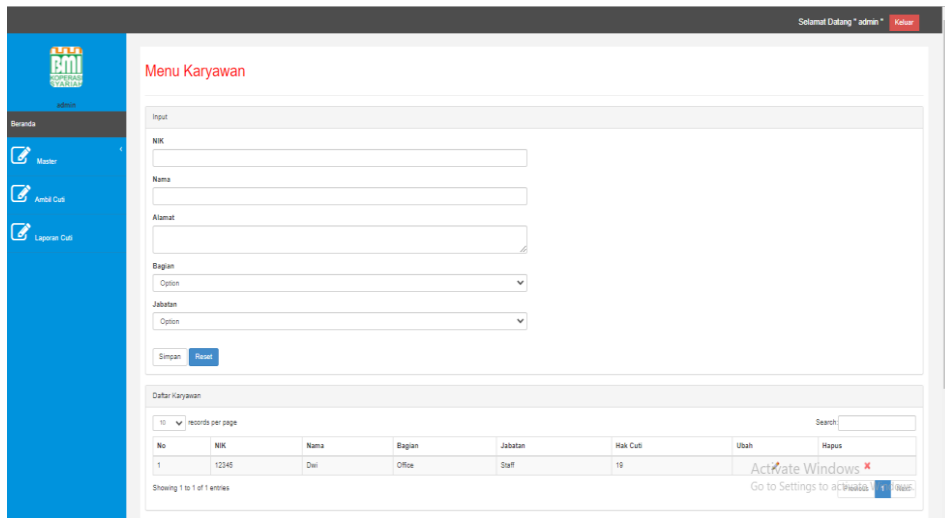 Selamat Datang " admin " Keluar
BMI
KOPERASI
SYARIAH
admin
Beranda
Master
Ambil Cuti
Laporan Cuti
Menu Karyawan
Input
NIK
Nama
Alamat
Bagian
Option
Jabatan
Option
Simpan Reset
Daftar Karyawan
10 records per page Search:
No NIK Nama Bagian Jabatan Hak Cuti Ubah Hapus
1 12345 Dwi Office Staff 19
Showing 1 to 1 of 1 entries
Previous 1 Next
Activate Windows
Go to Settings to activate Windows.